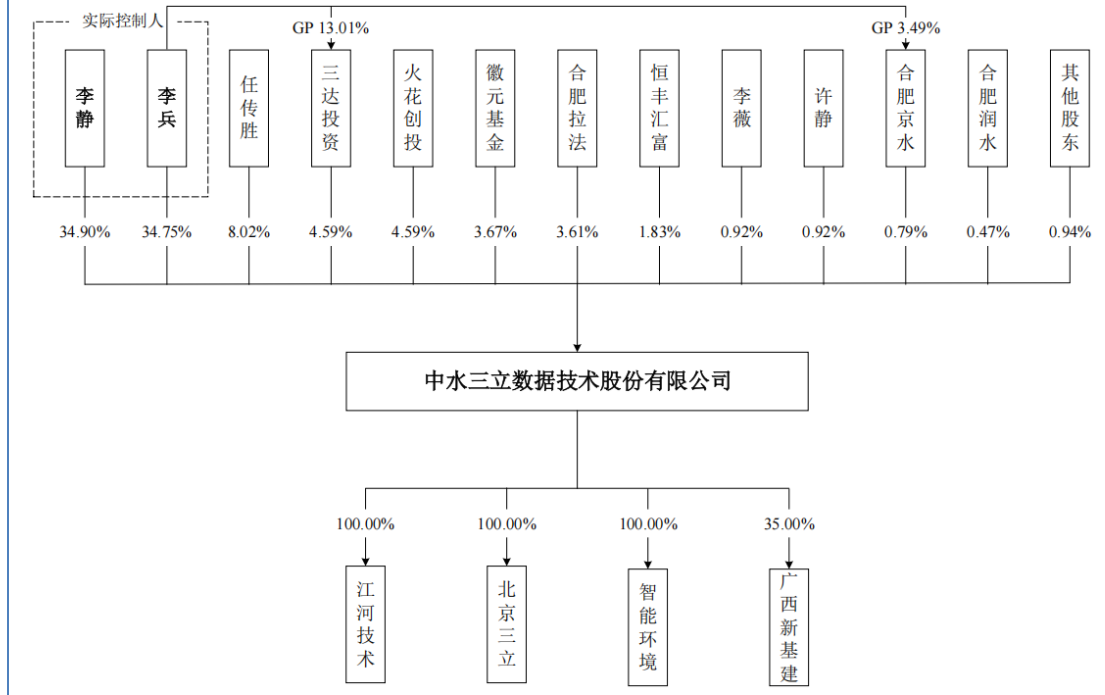 实际控制人
GP 13.01%
GP 3.49%
李静
李兵
任传胜
三达投资
火花创投
徽元基金
合肥拉法
恒丰汇富
李薇
许静
合肥京水
合肥润水
其他股东
34.90%
34.75%
8.02%
4.59%
4.59%
3.67%
3.61%
1.83%
0.92%
0.92%
0.79%
0.47%
0.94%
中水三立数据技术股份有限公司
100.00%
100.00%
100.00%
35.00%
江河技术
北京三立
智能环境
广西新基建